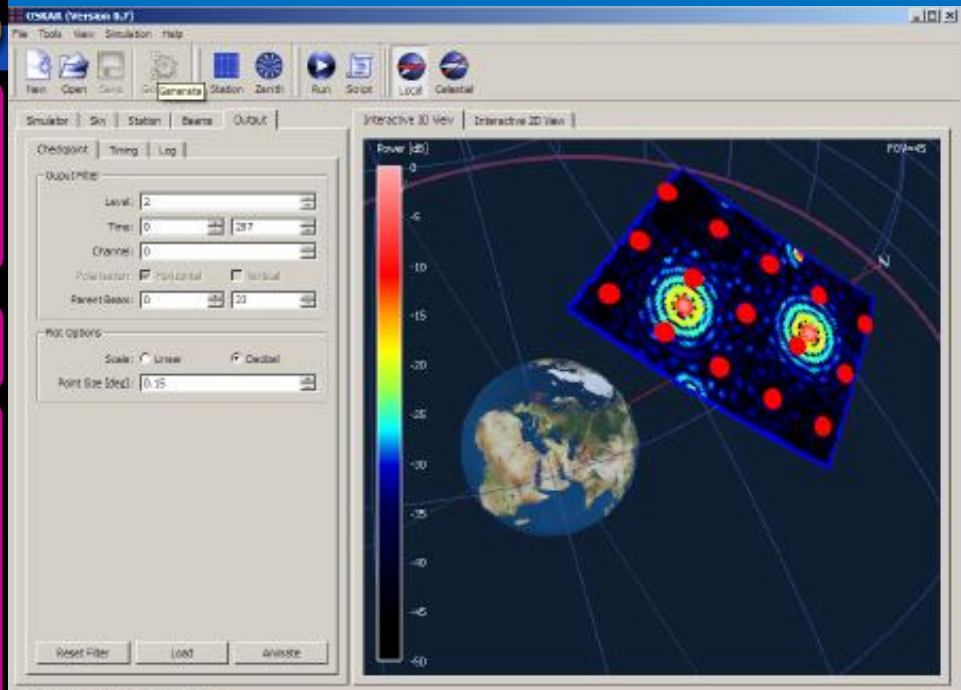 OSKAR (Version 0.7)
File Tools View Simulation Help
New Open Save Station Zenith Run Script Local Celestial
Generate
Simulator Sky Station Beams Output
Interactive 3D View Interactive 2D View
Checkpoint Timing Log
Ouput Filter
Level: 2
Time: 0 287
Channel: 0
Polarisation: Horizontal Vertical
Parent Beam: 0 23
Plot Options
Scale: Linear Decibel
Point Size [deg]: 0.15
Reset Filter Load Animate
Power [dB]
FOV=45
-0
-5
-10
-15
-20
-25
-30
-35
-40
-45
-50
N